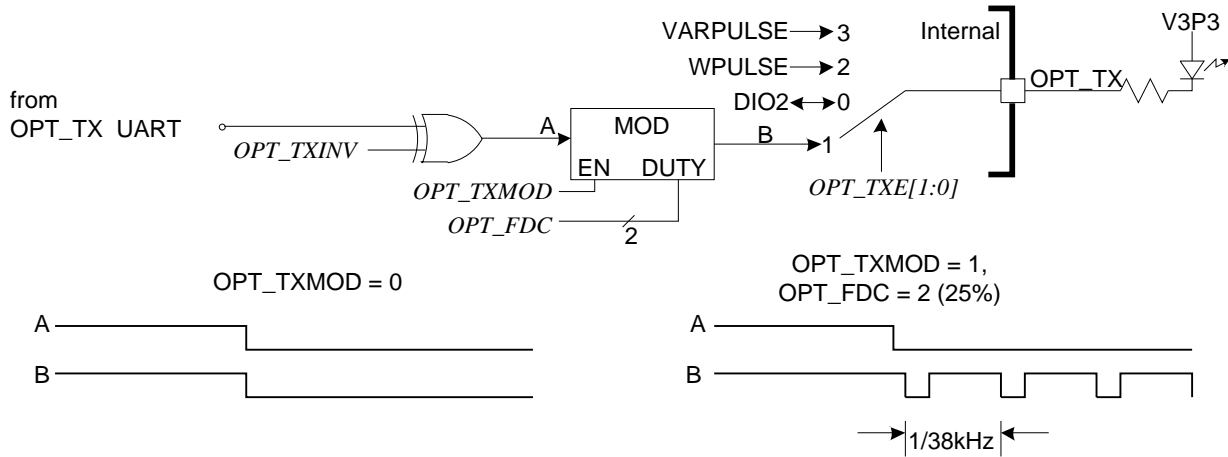 VARPULSE 3
Internal
V3P3
WPULSE 2
OPT_TX
from
OPT_TX UART
DIO2 0
A
MOD
B
1
OPT_TXINV
EN DUTY
OPT_TXMOD
OPT_TXE[1:0]
OPT_FDC
2
OPT_TXMOD = 0
OPT_TXMOD = 1,
OPT_FDC = 2 (25%)
A
B
A
B
1/38kHz